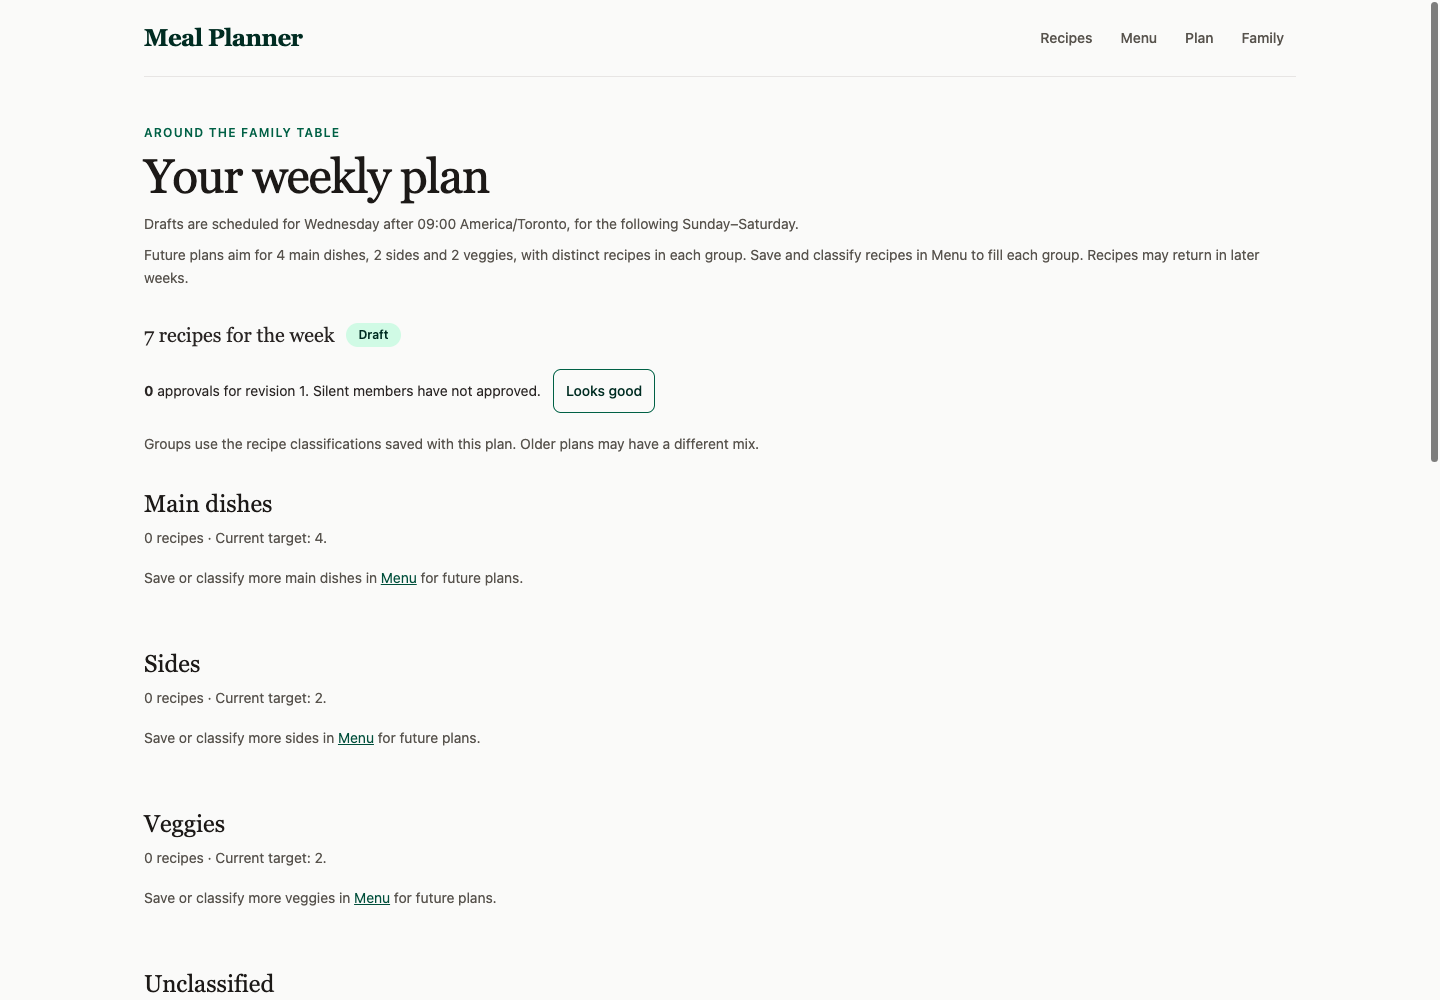 Meal Planner
Recipes Menu Plan Family
AROUND THE FAMILY TABLE
Your weekly plan
Drafts are scheduled for Wednesday after 09:00 America/Toronto, for the following Sunday–Saturday.
Future plans aim for 4 main dishes, 2 sides and 2 veggies, with distinct recipes in each group. Save and classify recipes in Menu to fill each group. Recipes may return in later
weeks.
7 recipes for the week Draft
0 approvals for revision 1. Silent members have not approved. Looks good
Groups use the recipe classifications saved with this plan. Older plans may have a different mix.
Main dishes
0 recipes · Current target: 4.
Save or classify more main dishes in Menu for future plans.
Sides
0 recipes · Current target: 2.
Save or classify more sides in Menu for future plans.
Veggies
0 recipes · Current target: 2.
Save or classify more veggies in Menu for future plans.
Unclassified